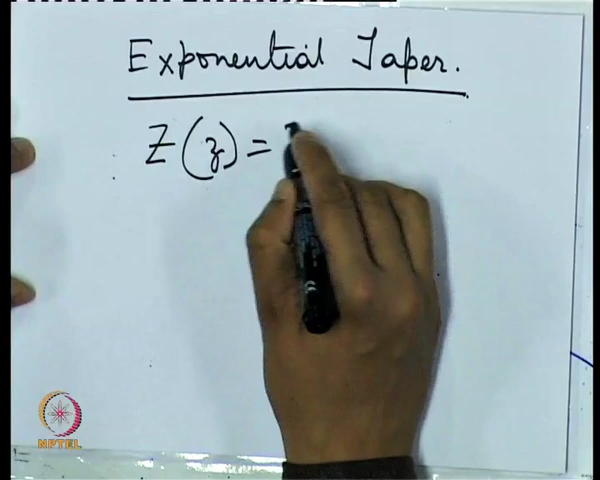 Exponential Taper.
Z(z) =
NPTEL